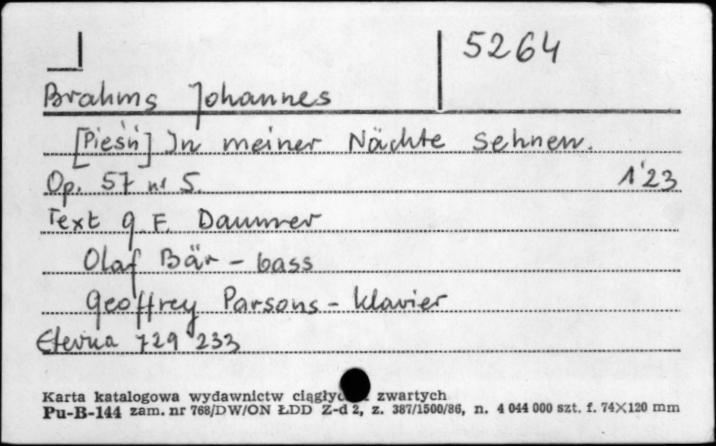 5264
Brahms Johannes
[Pieśń] In meiner Nächte Sehnen.
Op. 57 nr 5. 1'23
Text G. F. Daumer
Olaf Bär - bass
Geoffrey Parsons - Klavier
Eterna 729 233
Karta katalogowa wydawnictw zwartych
Pu-B-144 zam. nr 768/DW/ON ŁDD Z-d 2, z. 387/1500/86, n. 4 044 000 szt. f. 74×120 mm